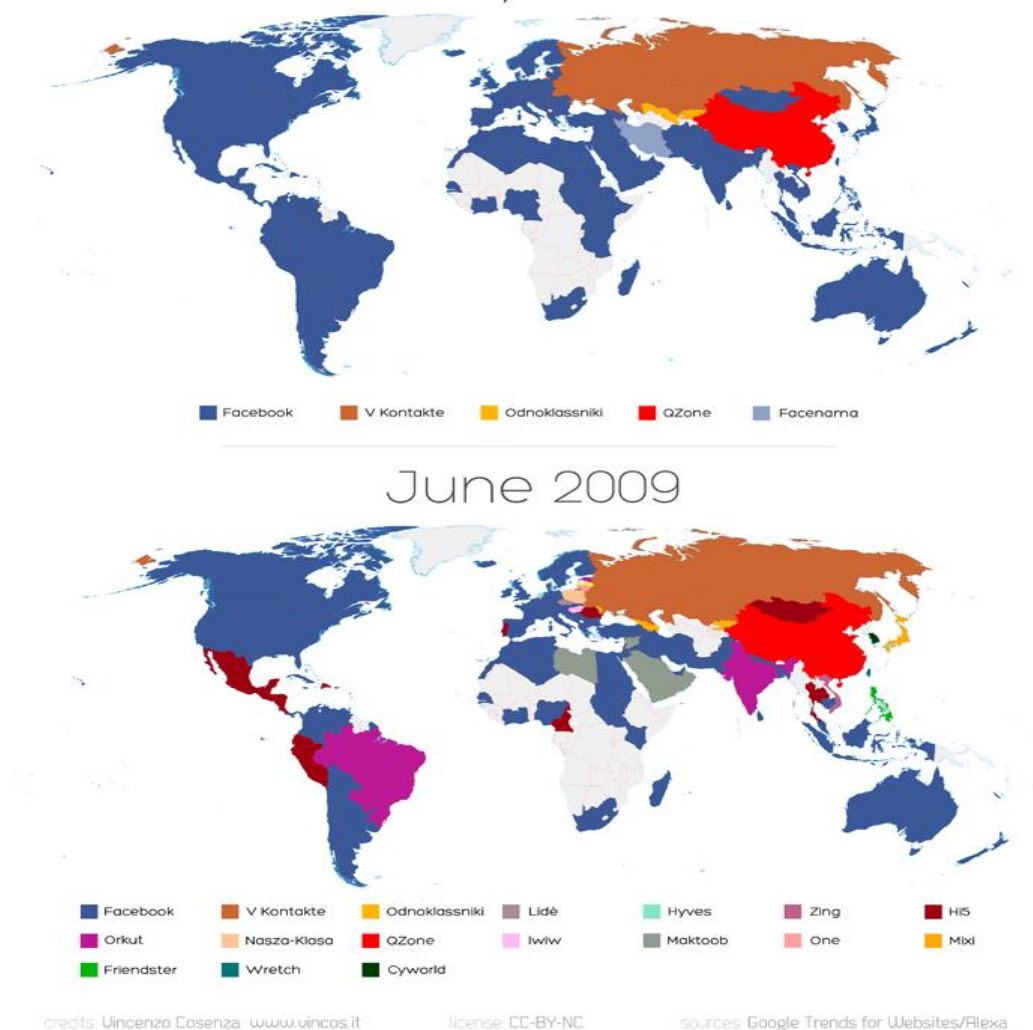 Facebook V Kontakte Odnoklassniki QZone Facenama
June 2009
Facebook V Kontakte Odnoklassniki Lidè Hyves Zing Hi5
Orkut Nasza-Klasa QZone Iwiw Maktoob One Mixi
Friendster Wretch Cyworld
credits: Vincenzo Cosenza www.vincos.it license: CC-BY-NC sources: Google Trends for Websites/Alexa